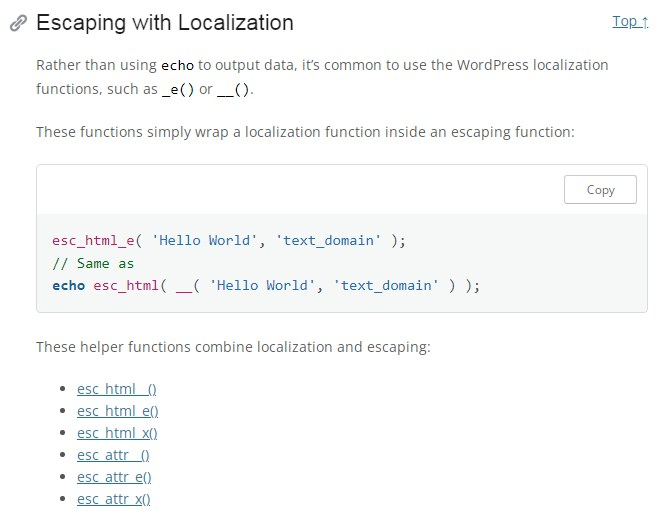 Escaping with Localization
Top ↑
Rather than using echo to output data, it’s common to use the WordPress localization
functions, such as _e() or __().
These functions simply wrap a localization function inside an escaping function:
Copy
esc_html_e( 'Hello World', 'text_domain' );
// Same as
echo esc_html( __( 'Hello World', 'text_domain' ) );
These helper functions combine localization and escaping:
• esc_html__()
• esc_html_e()
• esc_html_x()
• esc_attr__()
• esc_attr_e()
• esc_attr_x()